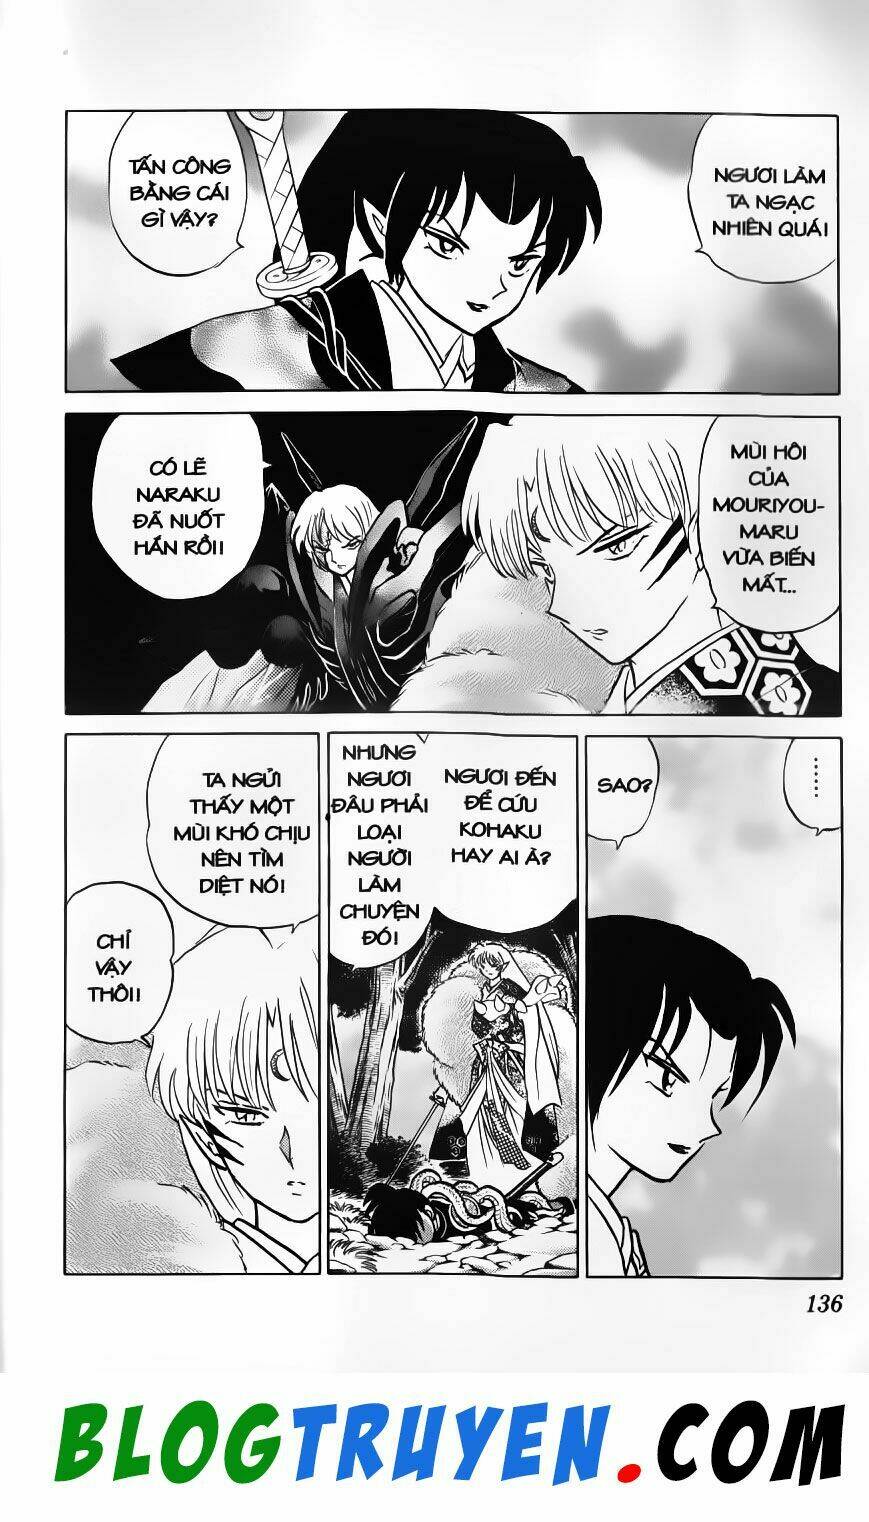 NGƯƠI LÀM
TA NGẠC
NHIÊN QUÁ!
TẤN CÔNG
BẰNG CÁI
GÌ VẬY?
MÙI HÔI
CỦA
MOURIYOU-
MARU
VỪA BIẾN
MẤT...
CÓ LẼ
NARAKU
ĐÃ NUỐT
HẮN RỒI!
......
SAO?
NGƯƠI ĐẾN
ĐỂ CỨU
KOHAKU
HAY AI À?
NHƯNG
NGƯƠI
ĐÂU PHẢI
LOẠI
NGƯỜI
LÀM
CHUYỆN
ĐÓ!
TA NGỬI
THẤY MỘT
MÙI KHÓ CHỊU
NÊN TÌM
DIỆT NÓ!
CHỈ
VẬY
THÔI!
136
BLOGTRUYEN.COM